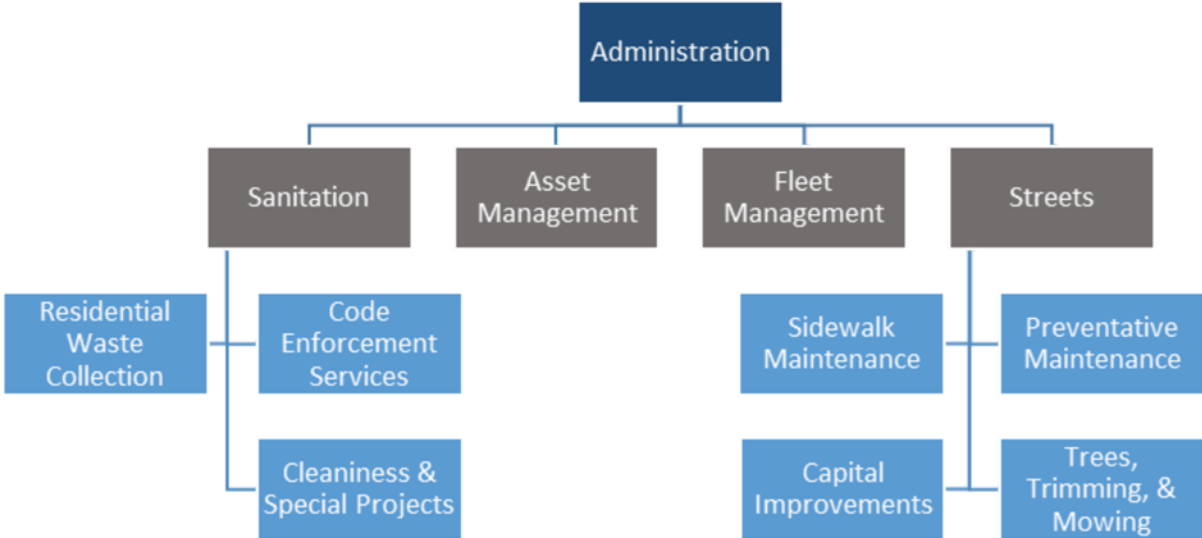 Administration
Sanitation
Asset
Management
Fleet
Management
Streets
Residential
Waste
Collection
Code
Enforcement
Services
Sidewalk
Maintenance
Preventative
Maintenance
Cleaniness &
Special Projects
Capital
Improvements
Trees,
Trimming, &
Mowing